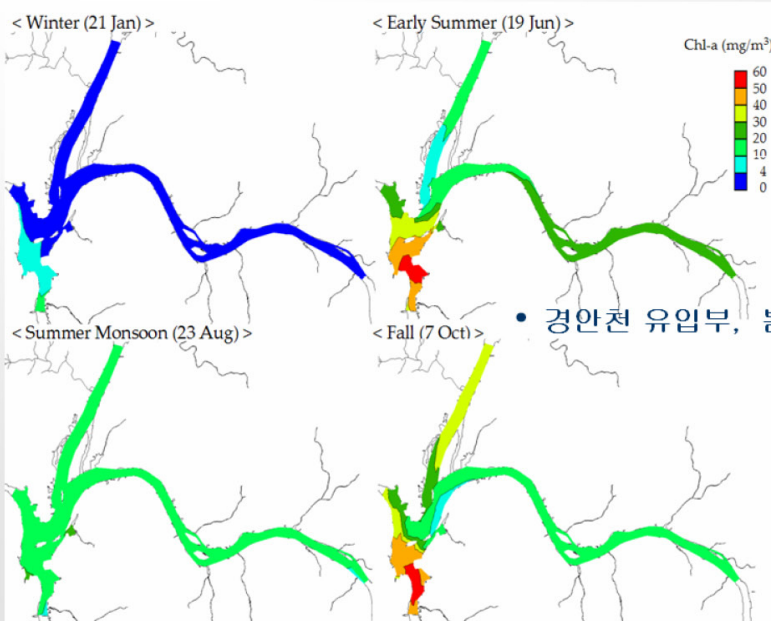 < Winter (21 Jan) >
< Early Summer (19 Jun) >
Chl-a (mg/m³)
60
50
40
30
20
10
4
0
• 경안천 유입부,
< Summer Monsoon (23 Aug) >
< Fall (7 Oct) >